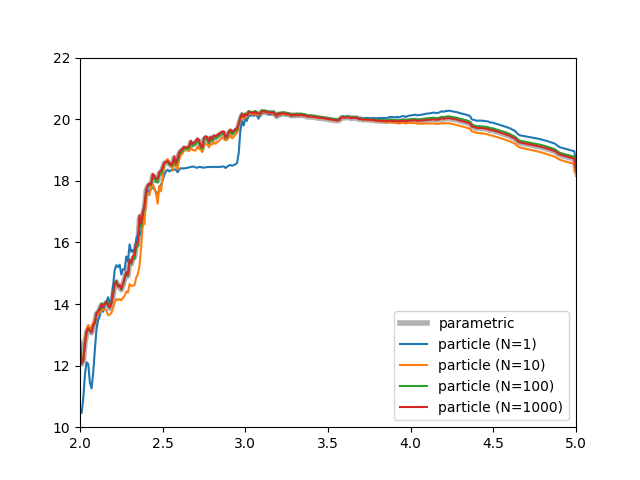 22
20
18
16
14
12
10
2.0 2.5 3.0 3.5 4.0 4.5 5.0
parametric
particle (N=1)
particle (N=10)
particle (N=100)
particle (N=1000)